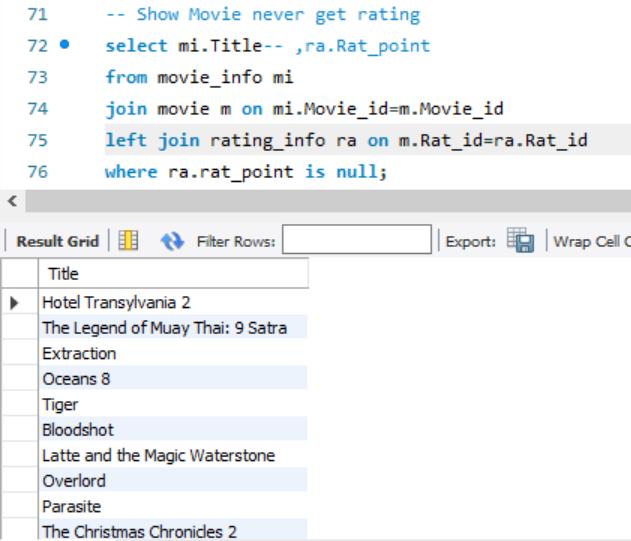 71 -- Show Movie never get rating
72 select mi.Title-- ,ra.Rat_point
73 from movie_info mi
74 join movie m on mi.Movie_id=m.Movie_id
75 left join rating_info ra on m.Rat_id=ra.Rat_id
76 where ra.rat_point is null;
Result Grid Filter Rows: Export: Wrap Cell C
Title
Hotel Transylvania 2
The Legend of Muay Thai: 9 Satra
Extraction
Oceans 8
Tiger
Bloodshot
Latte and the Magic Waterstone
Overlord
Parasite
The Christmas Chronicles 2